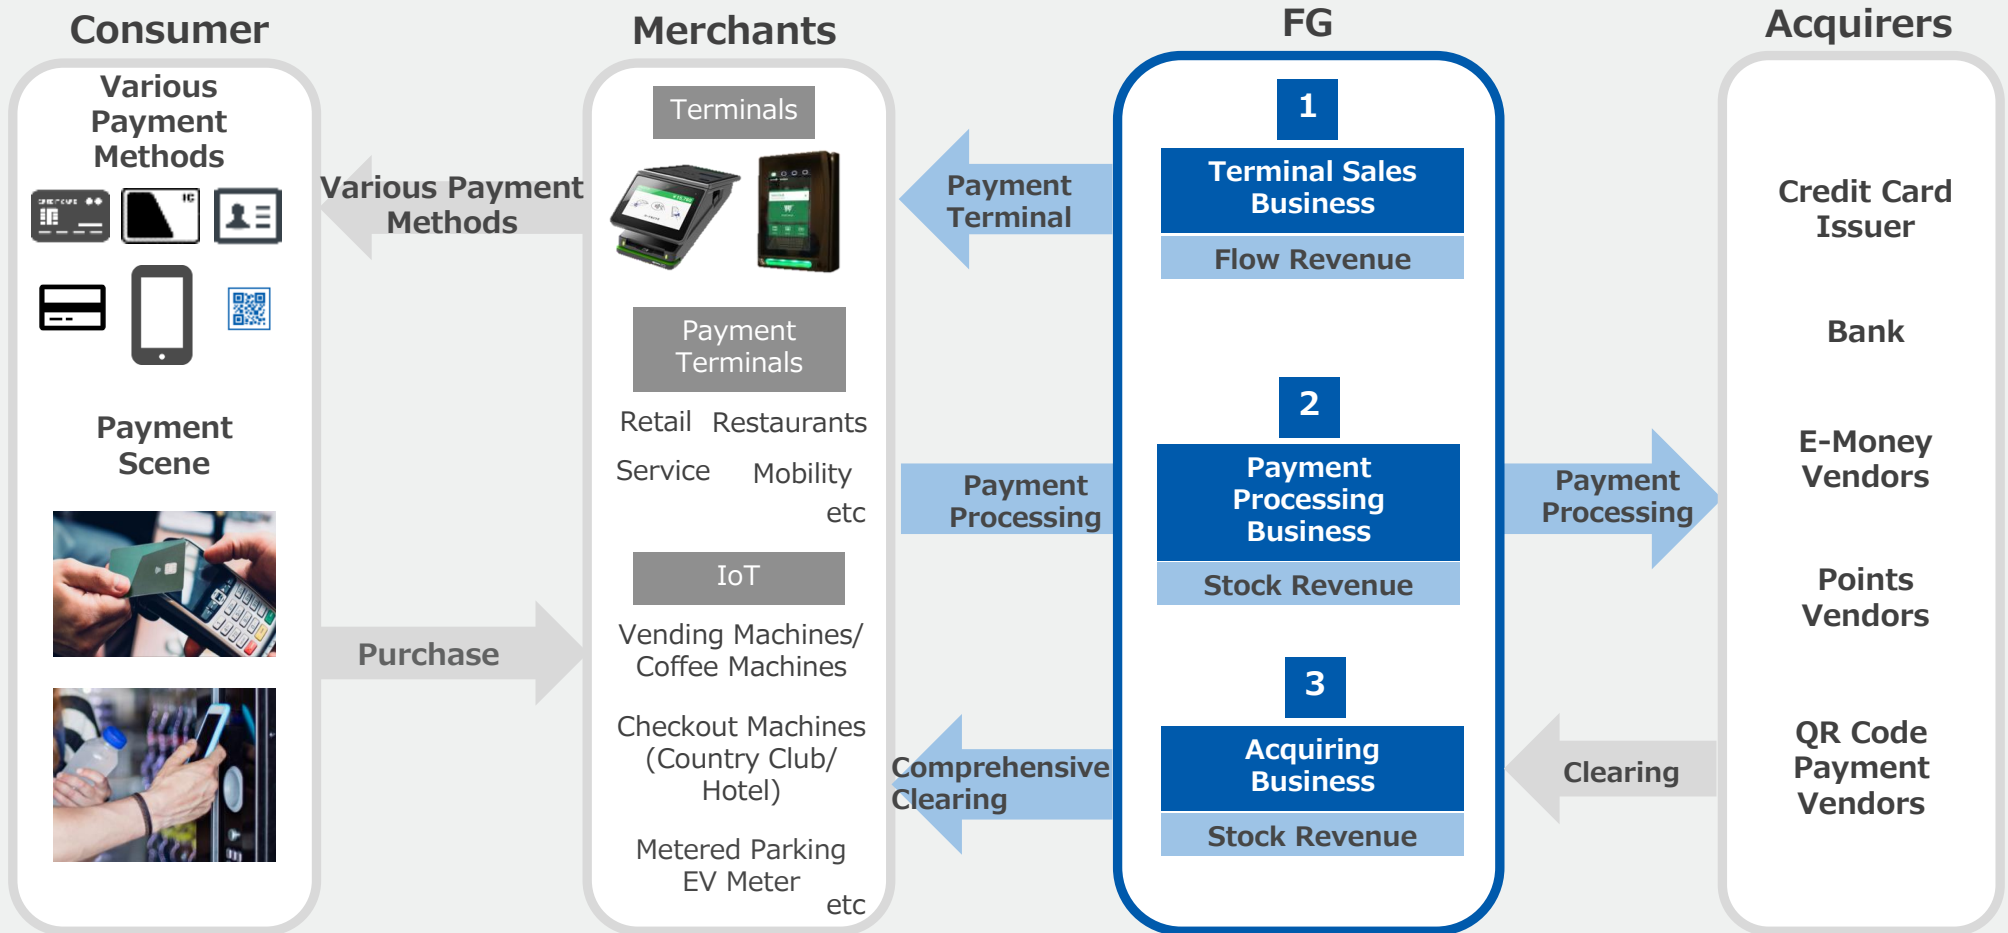 Consumer
Various
Payment
Methods
IC
Payment
Scene
Various Payment
Methods
Purchase
Merchants
Terminals
Payment
Terminals
Retail Restaurants
Service Mobility
etc
IoT
Vending Machines/
Coffee Machines
Checkout Machines
(Country Club/
Hotel)
Metered Parking
EV Meter
etc
Payment
Terminal
Payment
Processing
Comprehensive
Clearing
FG
1
Terminal Sales
Business
Flow Revenue
2
Payment
Processing
Business
Stock Revenue
3
Acquiring
Business
Stock Revenue
Payment
Processing
Clearing
Acquirers
Credit Card
Issuer
Bank
E-Money
Vendors
Points
Vendors
QR Code
Payment
Vendors